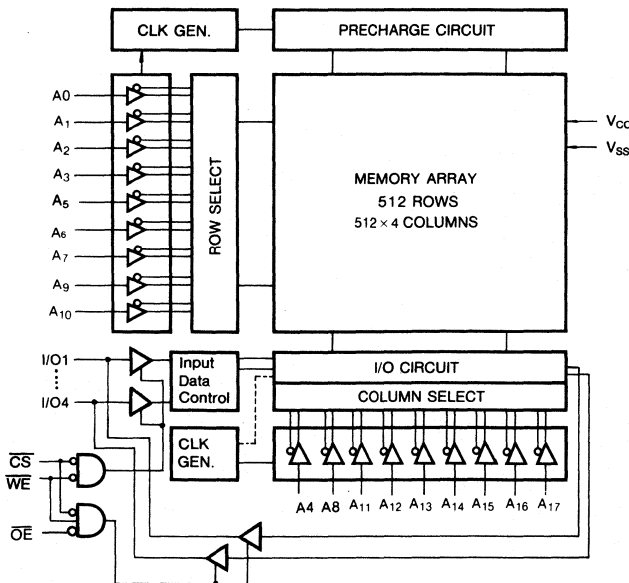 CLK GEN.
PRECHARGE CIRCUIT
A0
A1
A2
A3
A5
A6
A7
A9
A10
ROW SELECT
MEMORY ARRAY
512 ROWS
512 × 4 COLUMNS
VCC
VSS
I/O1
I/O4
Input
Data
Control
I/O CIRCUIT
COLUMN SELECT
CLK
GEN.
A4 A8 A11 A12 A13 A14 A15 A16 A17
CS
WE
OE